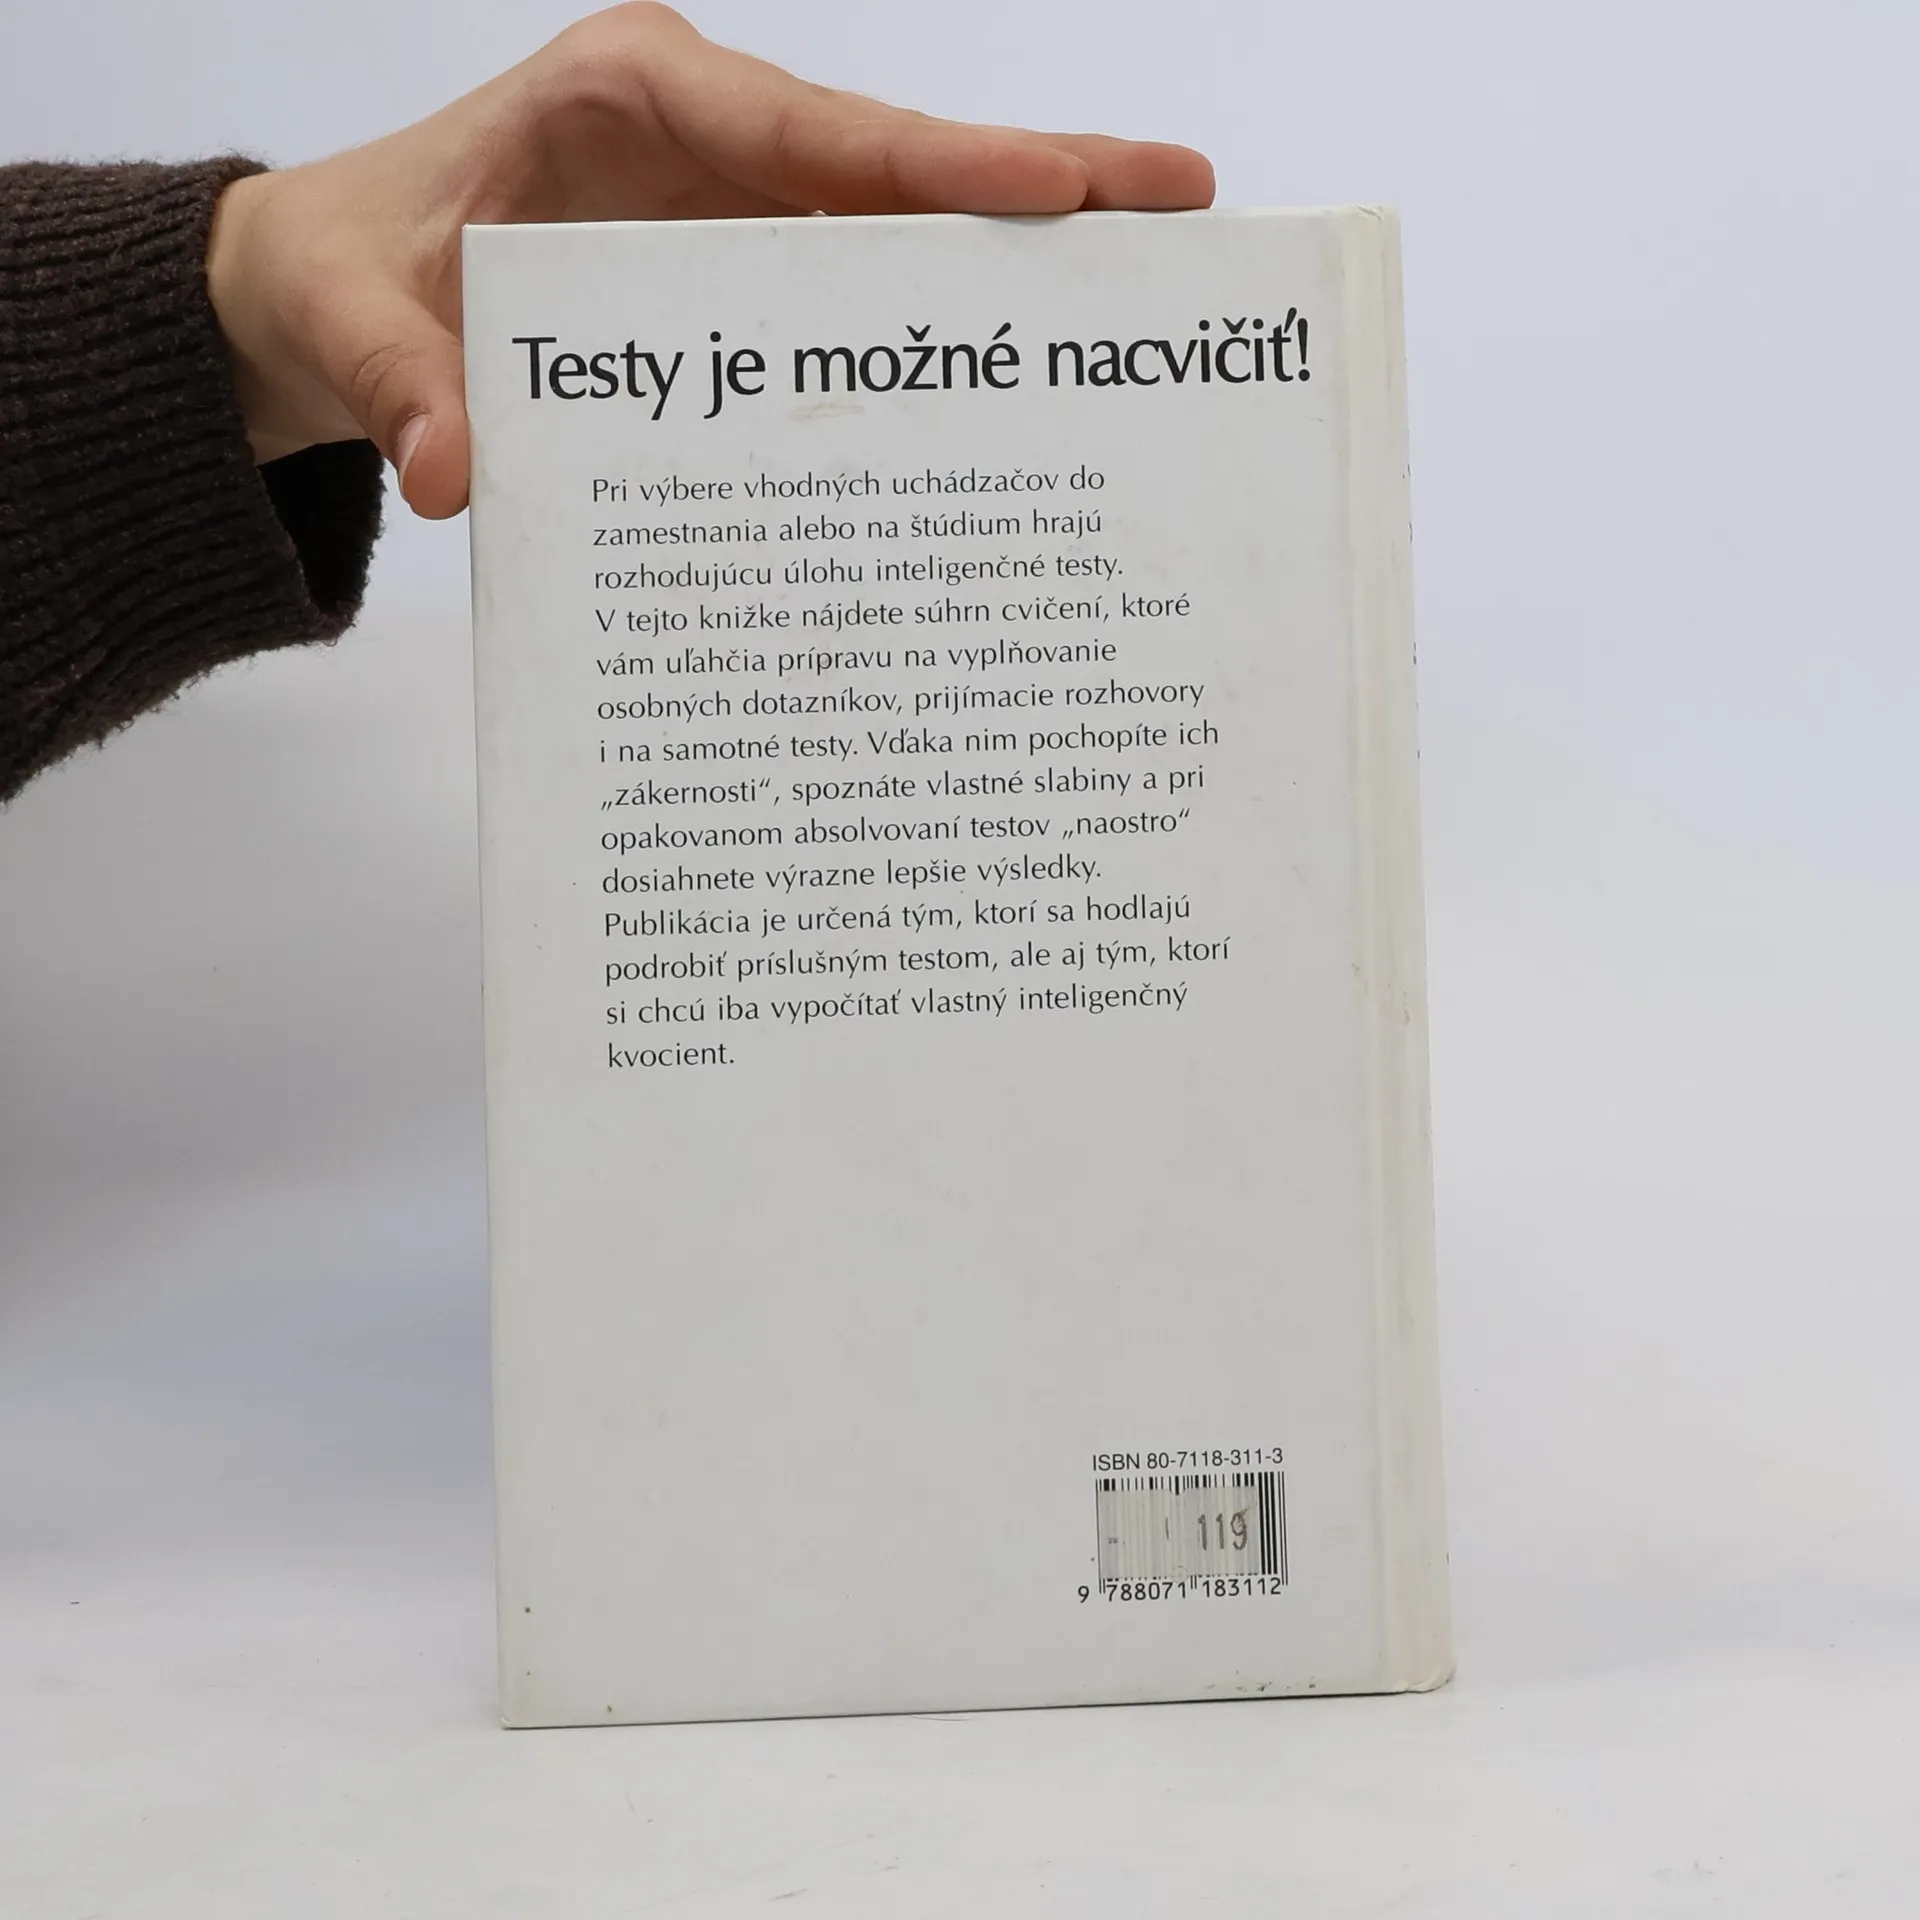 Testy je možné nacvičiť!
Pri výbere vhodných uchádzačov do
zamestnania alebo na štúdium hrajú
rozhodujúcu úlohu inteligenčné testy.
V tejto knižke nájdete súhrn cvičení, ktoré
vám uľahčia prípravu na vyplňovanie
osobných dotazníkov, prijímacie rozhovory
i na samotné testy. Vďaka nim pochopíte ich
„zákernosti“, spoznáte vlastné slabiny a pri
opakovanom absolvovaní testov „naostro“
dosiahnete výrazne lepšie výsledky.
Publikácia je určená tým, ktorí sa hodlajú
podrobiť príslušným testom, ale aj tým, ktorí
si chcú iba vypočítať vlastný inteligenčný
kvocient.
ISBN 80-7118-311-3
119
9 788071 183112